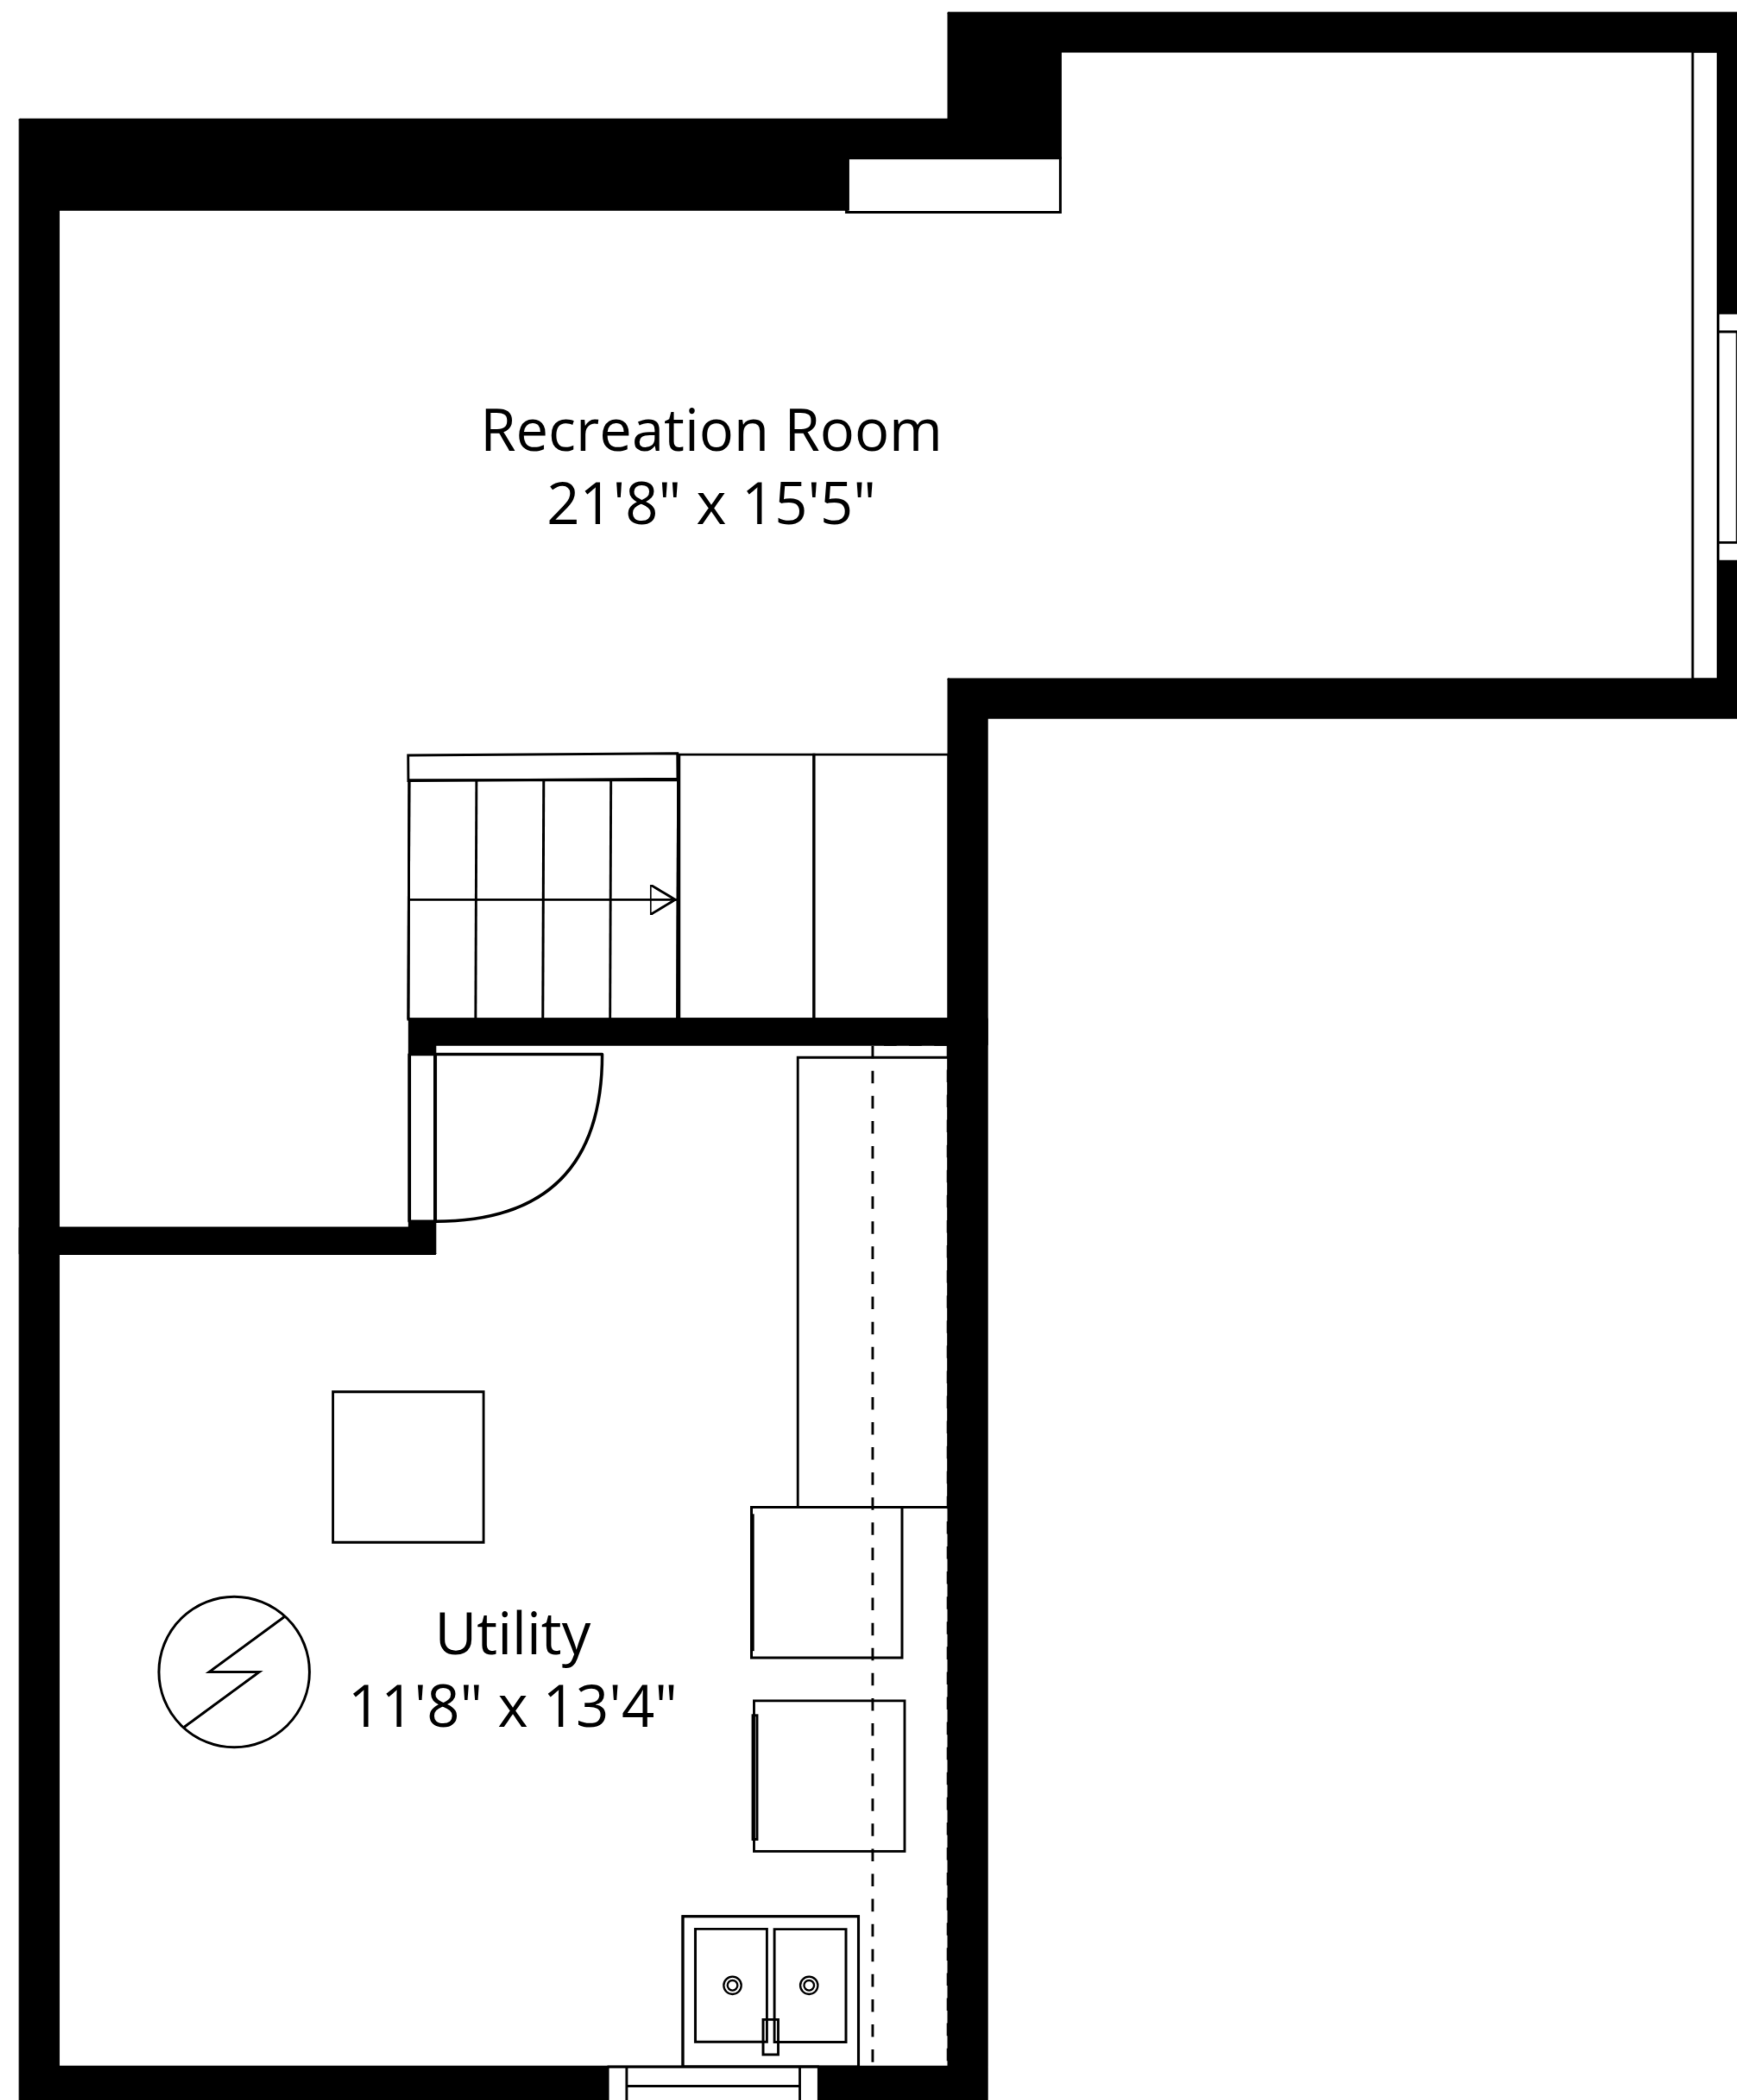 Recreation Room
21'8" x 15'5"
Utility
11'8" x 13'4"